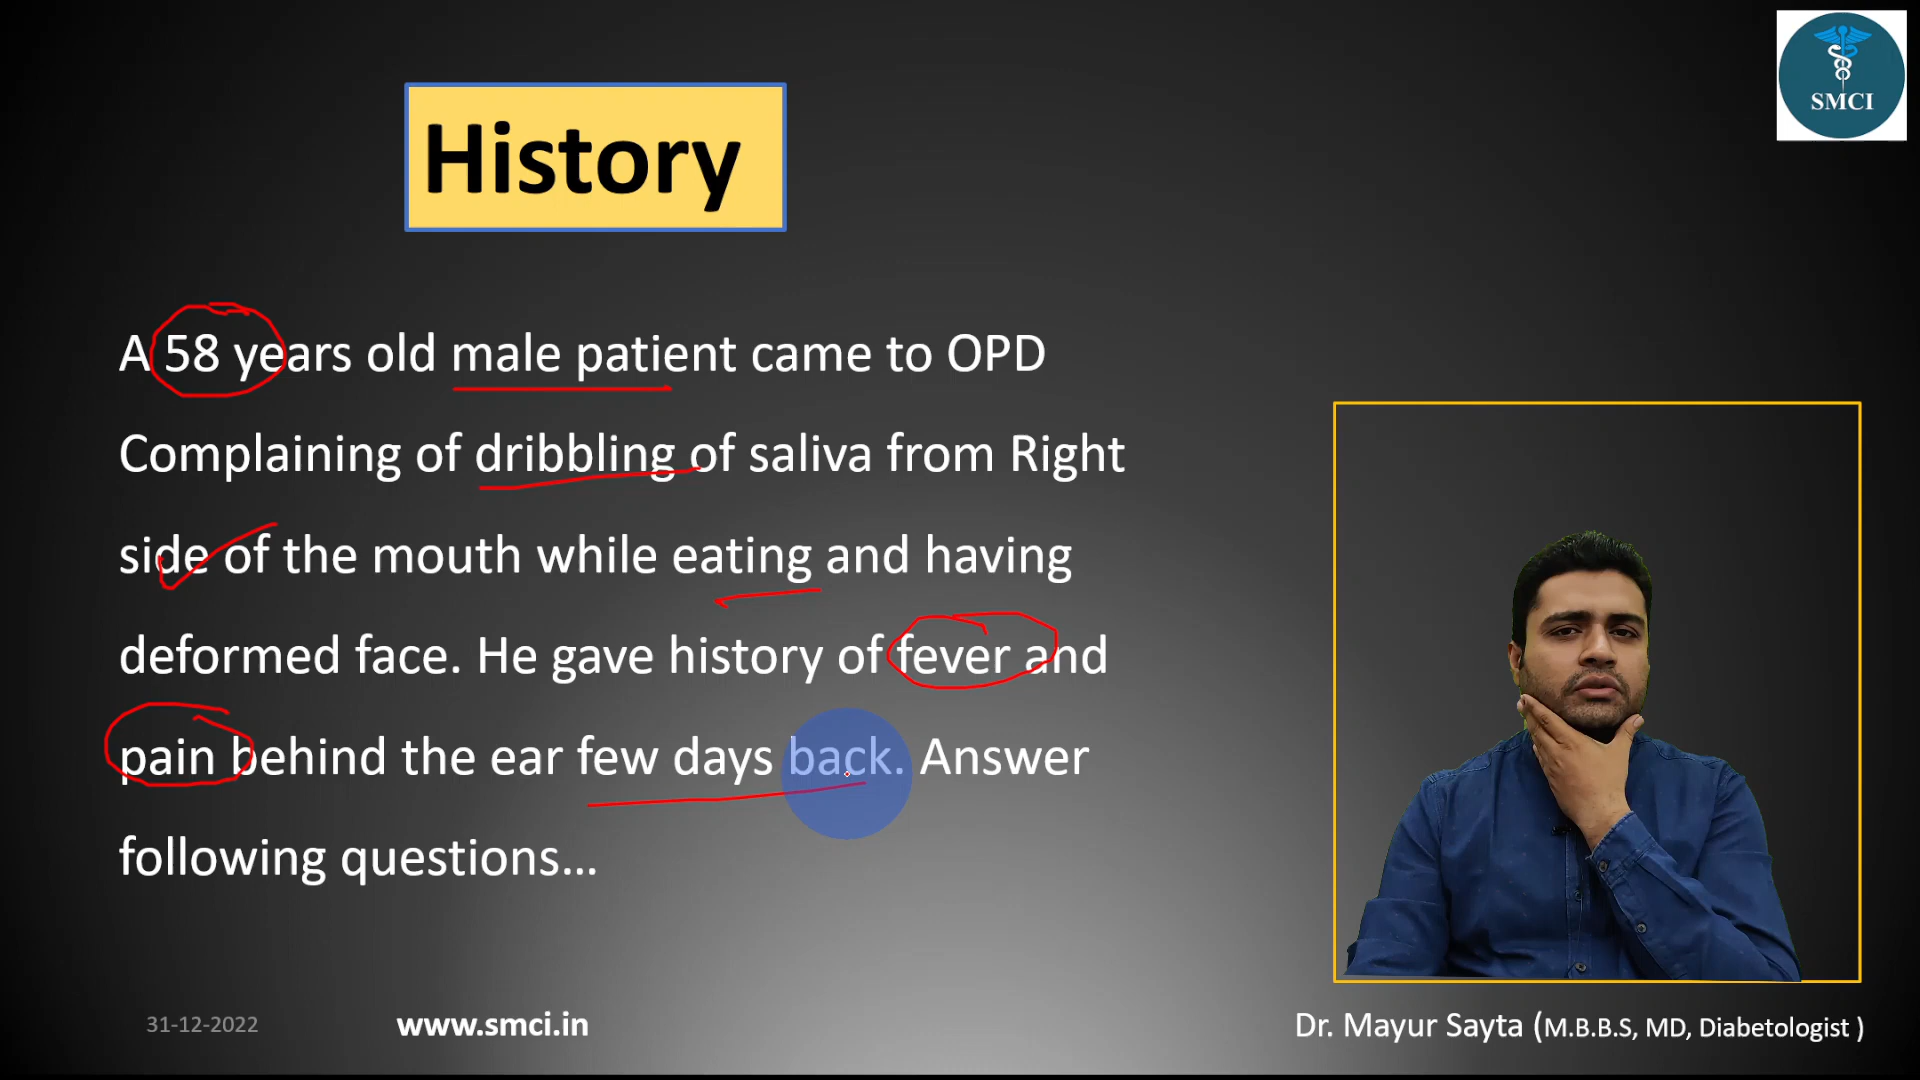 SMCI
History
A 58 years old male patient came to OPD
Complaining of dribbling of saliva from Right
side of the mouth while eating and having
deformed face. He gave history of fever and
pain behind the ear few days back. Answer
following questions...
31-12-2022
www.smci.in
Dr. Mayur Sayta (M.B.B.S, MD, Diabetologist )